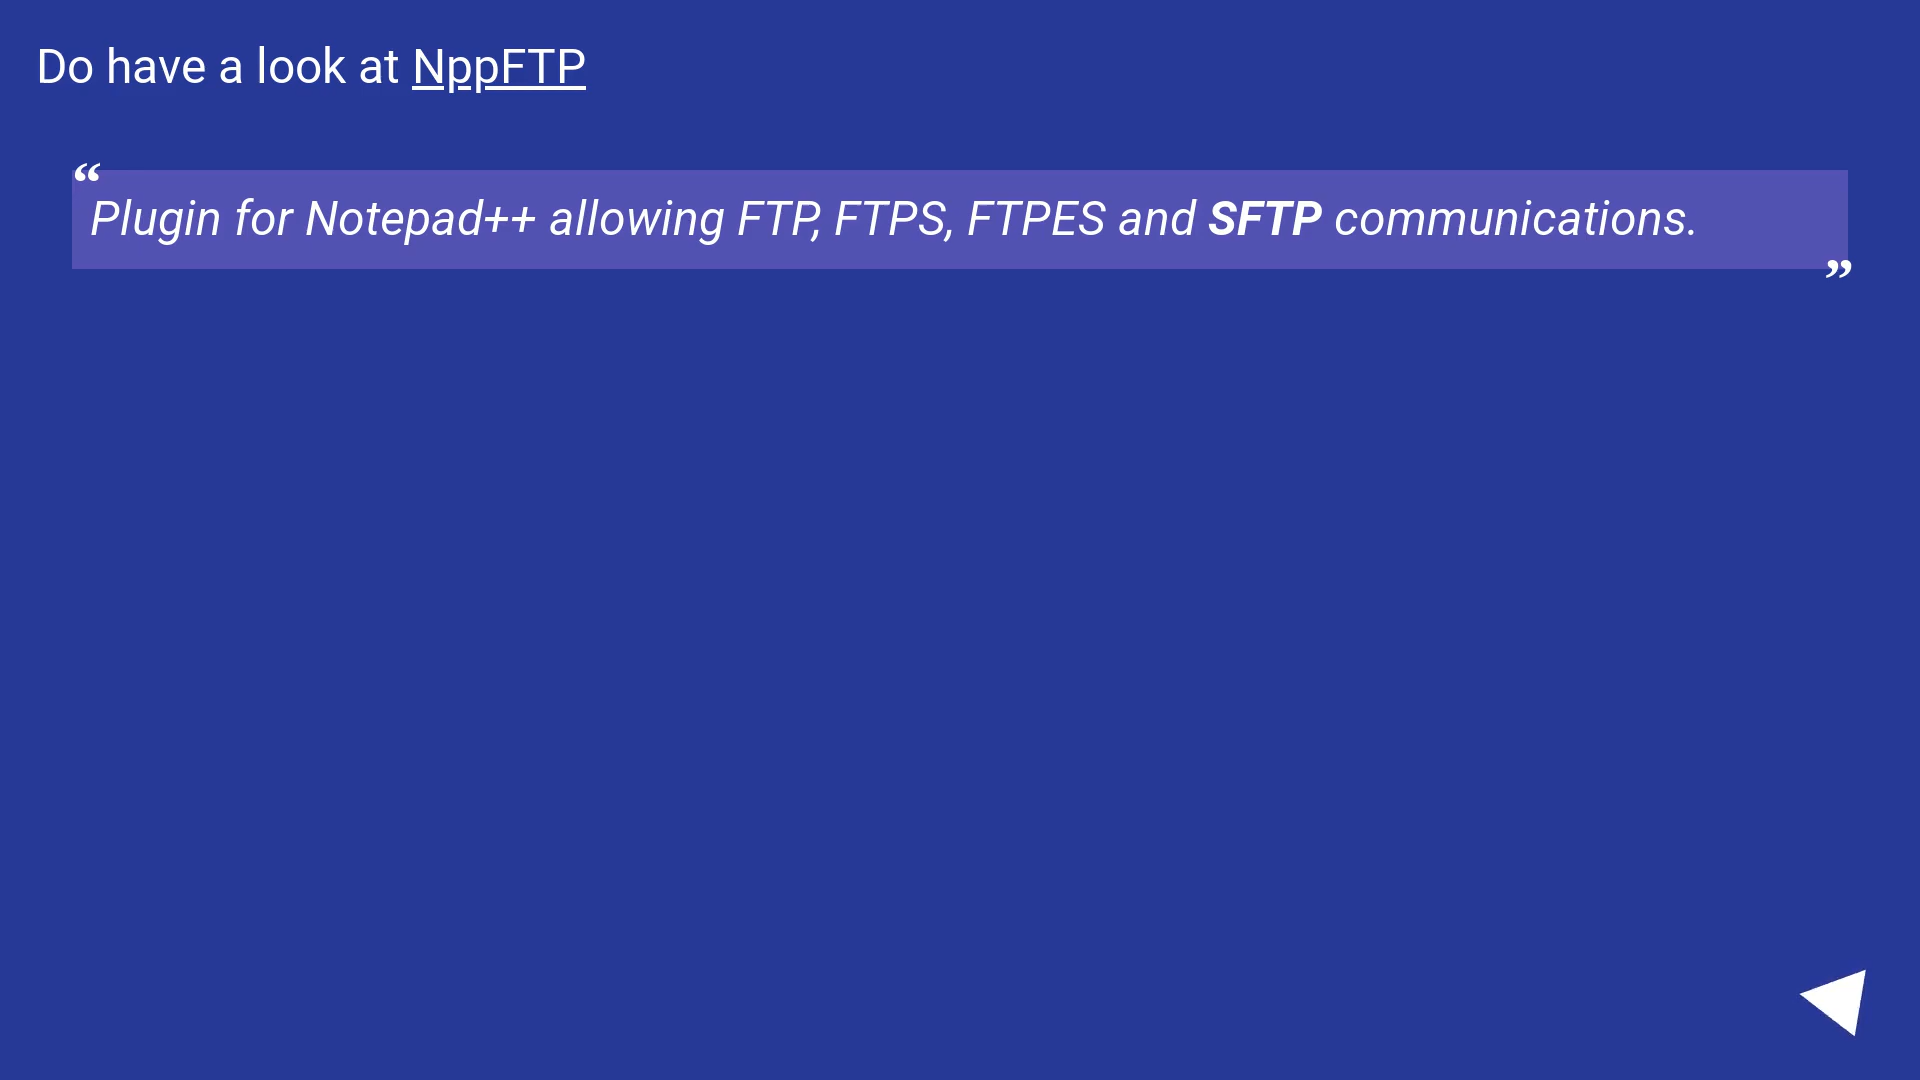 Do have a look at NppFTP
“
Plugin for Notepad++ allowing FTP, FTPS, FTPES and SFTP communications.
”